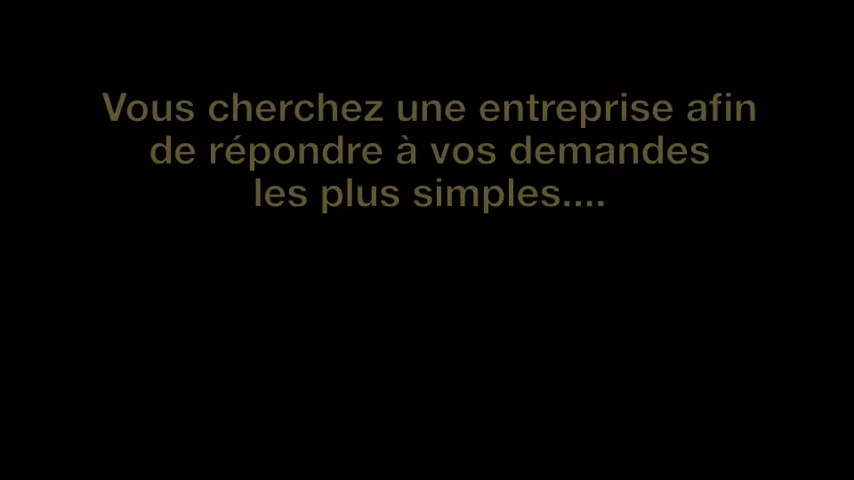 Vous cherchez une entreprise afin
de répondre à vos demandes
les plus simples....